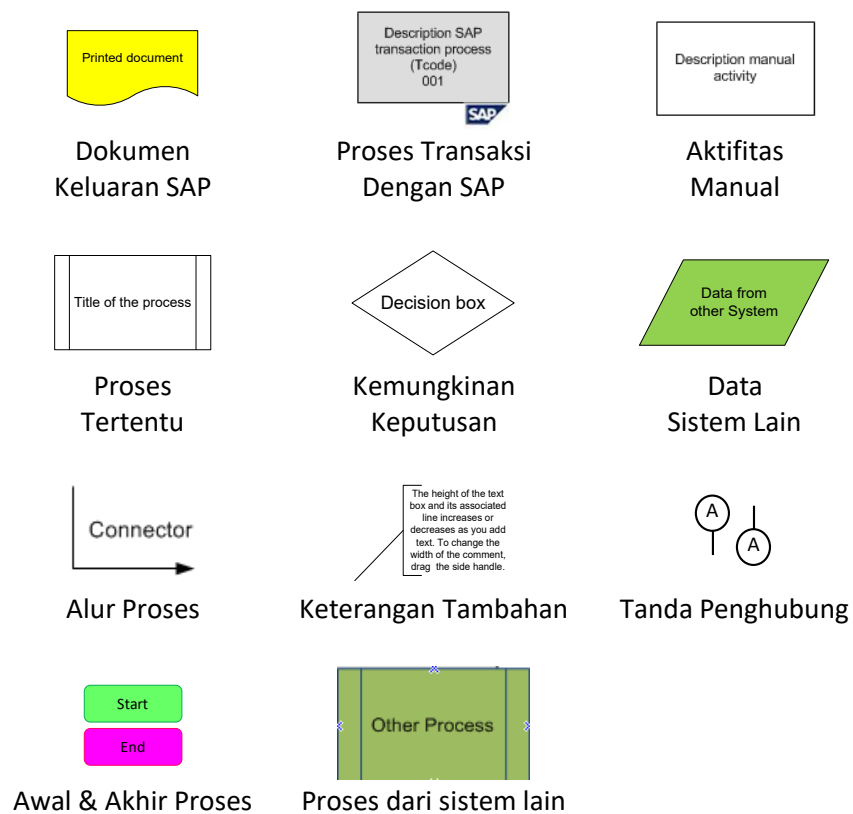 Printed document
Description SAP
transaction process
(Tcode)
001
SAP
Description manual
activity
Dokumen
Keluaran SAP
Proses Transaksi
Dengan SAP
Aktifitas
Manual
Title of the process
Decision box
Data from
other System
Proses
Tertentu
Kemungkinan
Keputusan
Data
Sistem Lain
Connector
The height of the text
box and its associated
line increases or
decreases as you add
text. To change the
width of the comment,
drag the side handle.
A
A
Alur Proses
Keterangan Tambahan
Tanda Penghubung
Start
End
Other Process
Awal & Akhir Proses
Proses dari sistem lain